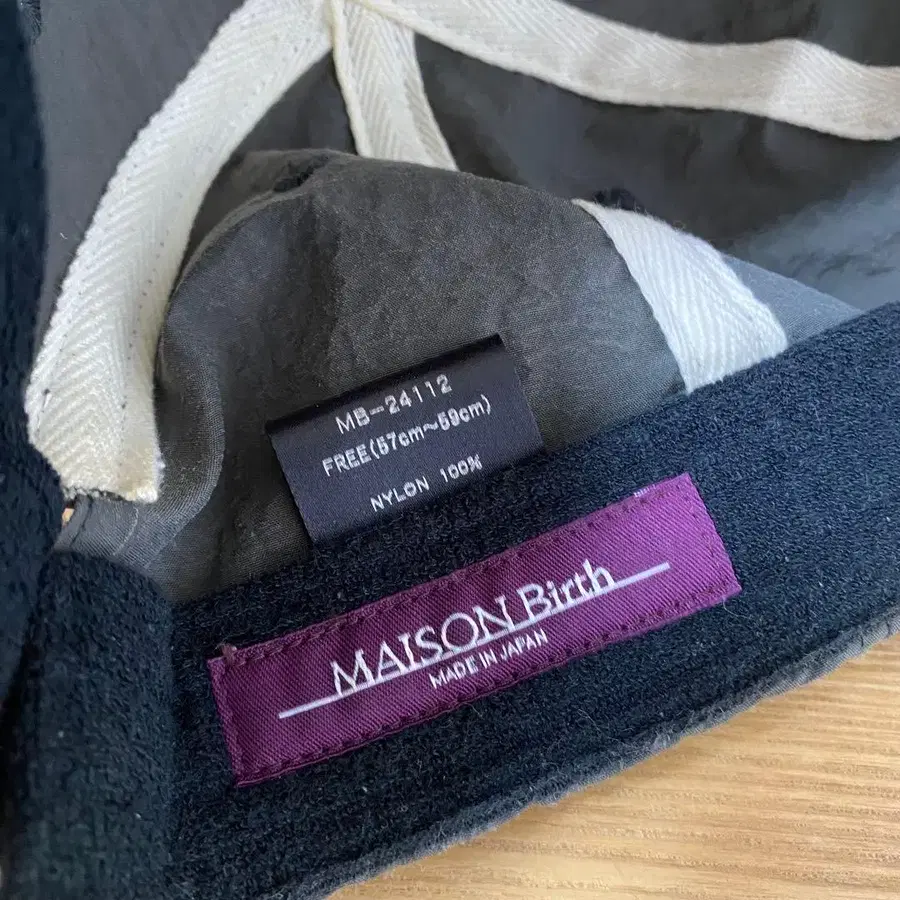 MB-24112
FREE(57cm~59cm)
NYLON 100%
MAISON Birth
MADE IN JAPAN